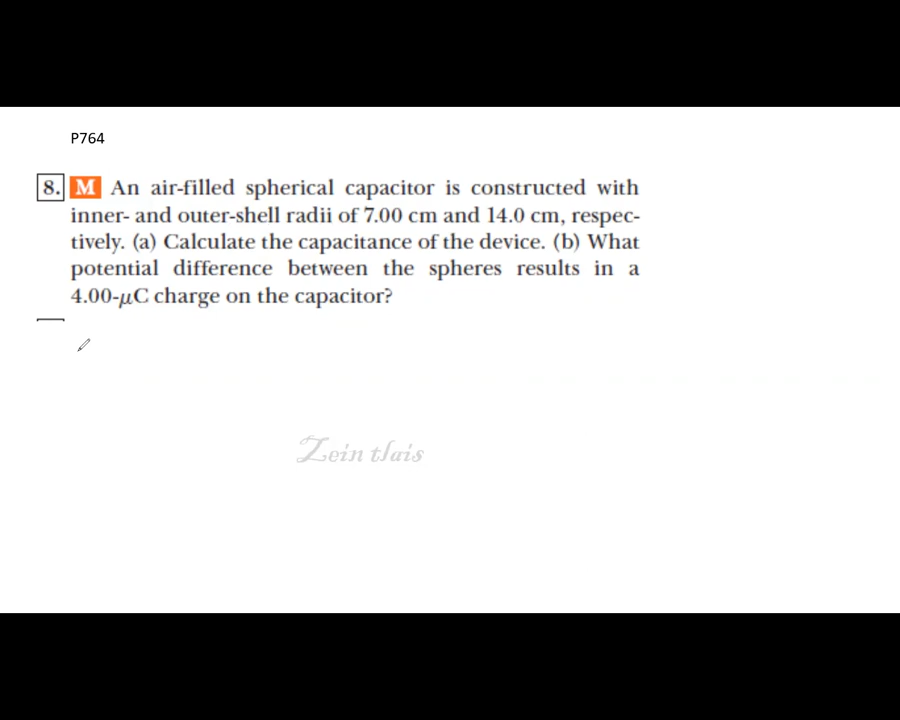 P764
8. M An air-filled spherical capacitor is constructed with
inner- and outer-shell radii of 7.00 cm and 14.0 cm, respec-
tively. (a) Calculate the capacitance of the device. (b) What
potential difference between the spheres results in a
4.00-μC charge on the capacitor?
Zein tlais